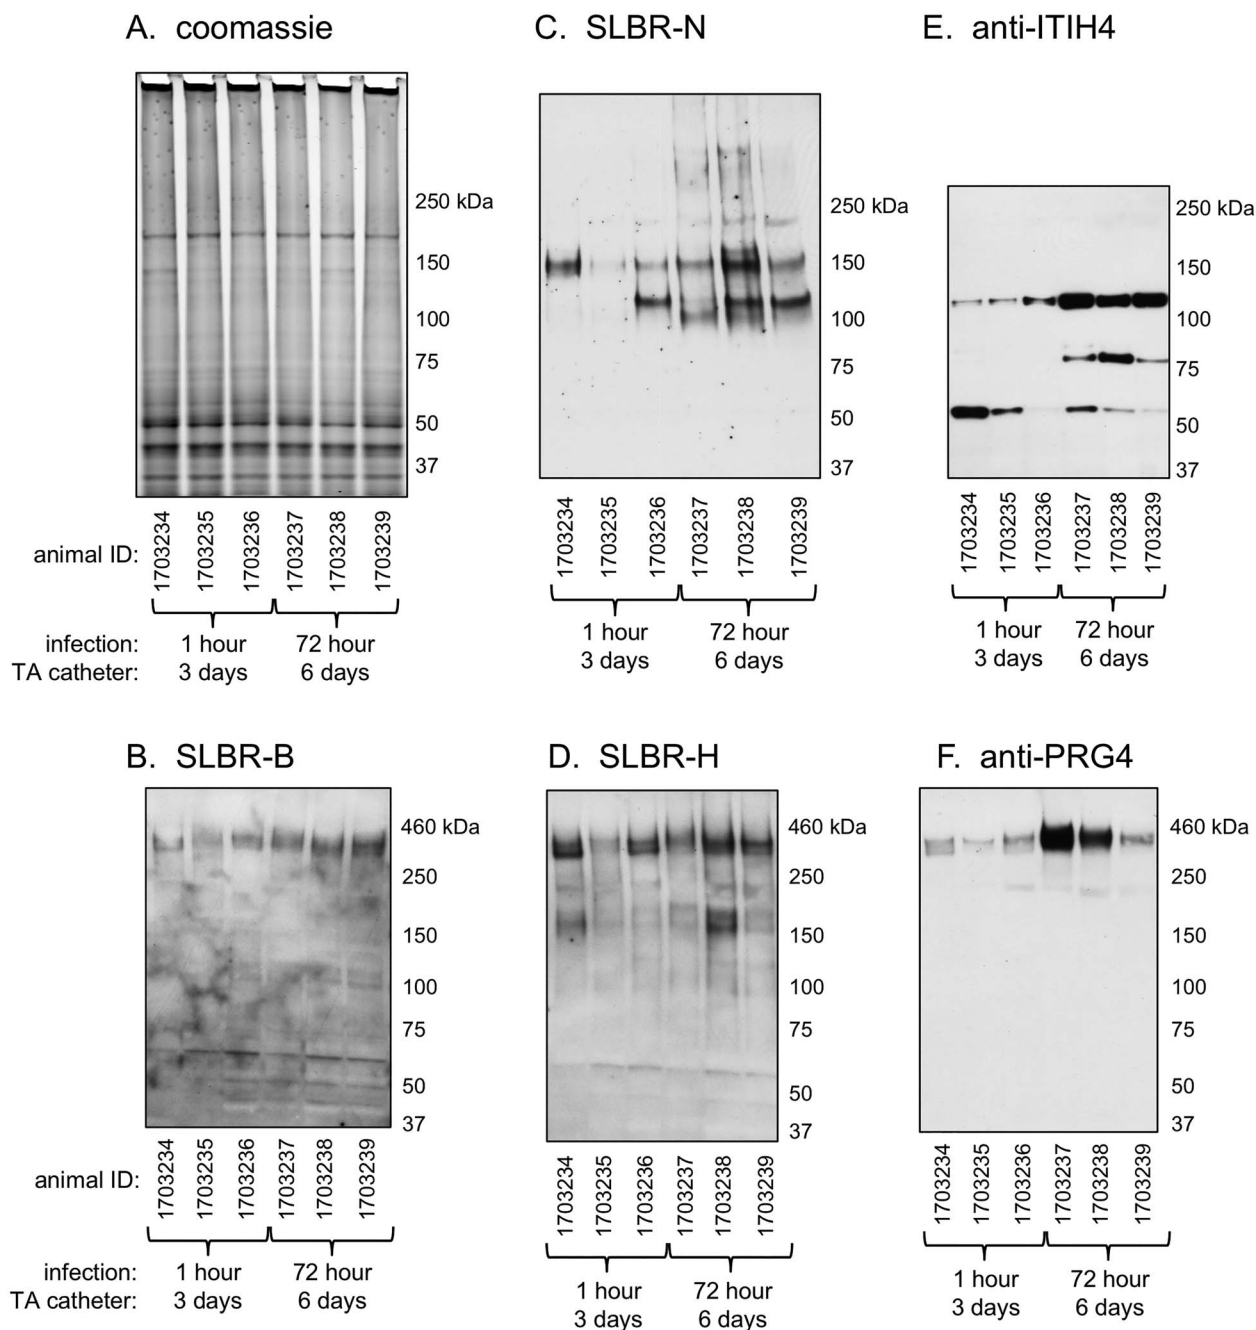 A. coomassie
250 kDa
150
100
75
50
37
animal ID:
1703234
1703235
1703236
1703237
1703238
1703239
infection:
1 hour
72 hour
TA catheter:
3 days
6 days
C. SLBR-N
250 kDa
150
100
75
50
37
1703234
1703235
1703236
1703237
1703238
1703239
1 hour
72 hour
3 days
6 days
E. anti-ITIH4
250 kDa
150
100
75
50
37
1703234
1703235
1703236
1703237
1703238
1703239
1 hour
72 hour
3 days
6 days
B. SLBR-B
460 kDa
250
150
100
75
50
37
animal ID:
1703234
1703235
1703236
1703237
1703238
1703239
infection:
1 hour
72 hour
TA catheter:
3 days
6 days
D. SLBR-H
460 kDa
250
150
100
75
50
37
1703234
1703235
1703236
1703237
1703238
1703239
1 hour
72 hour
3 days
6 days
F. anti-PRG4
460 kDa
250
150
100
75
50
37
1703234
1703235
1703236
1703237
1703238
1703239
1 hour
72 hour
3 days
6 days